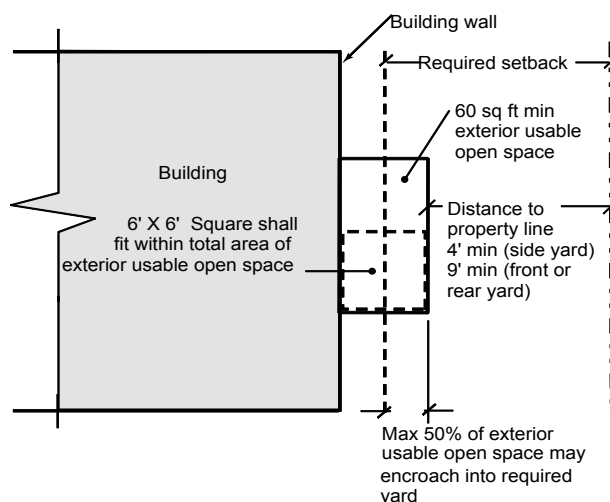 Building wall
Required setback
60 sq ft min
exterior usable
open space
Building
6' X 6' Square shall
fit within total area of
exterior usable open space
Distance to
property line
4' min (side yard)
9' min (front or
rear yard)
Max 50% of exterior
usable open space may
encroach into required
yard